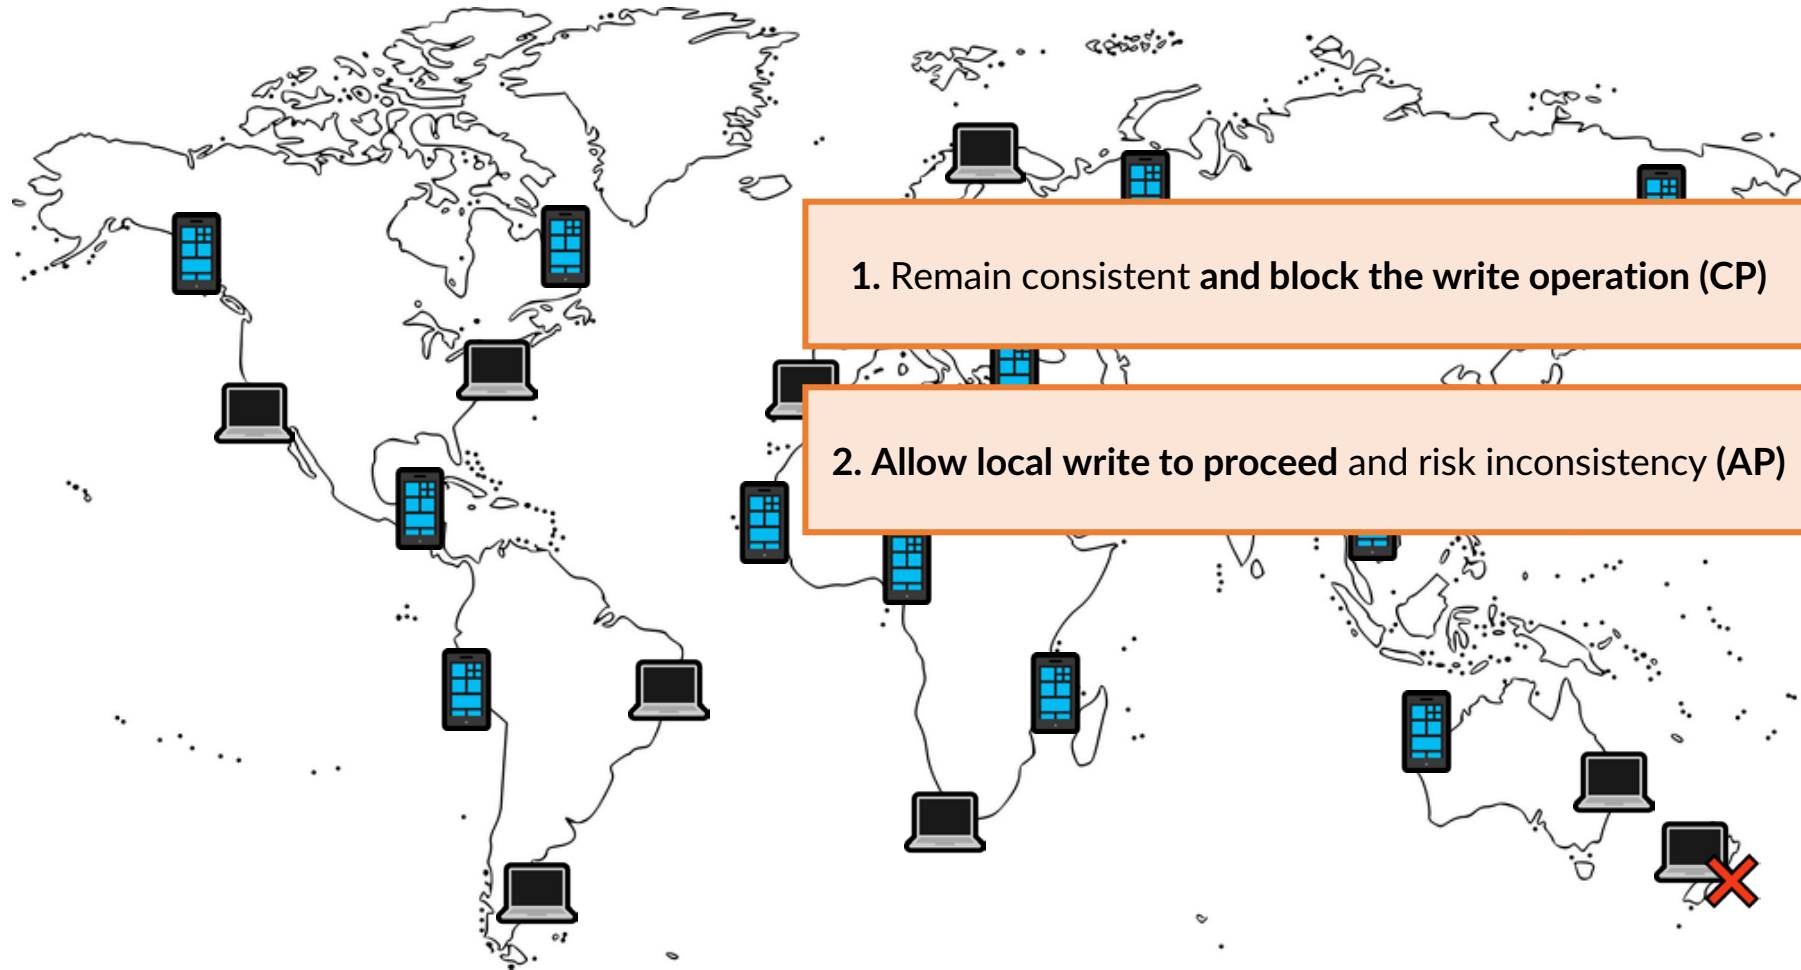 1. Remain consistent and block the write operation (CP)
2. Allow local write to proceed and risk inconsistency (AP)